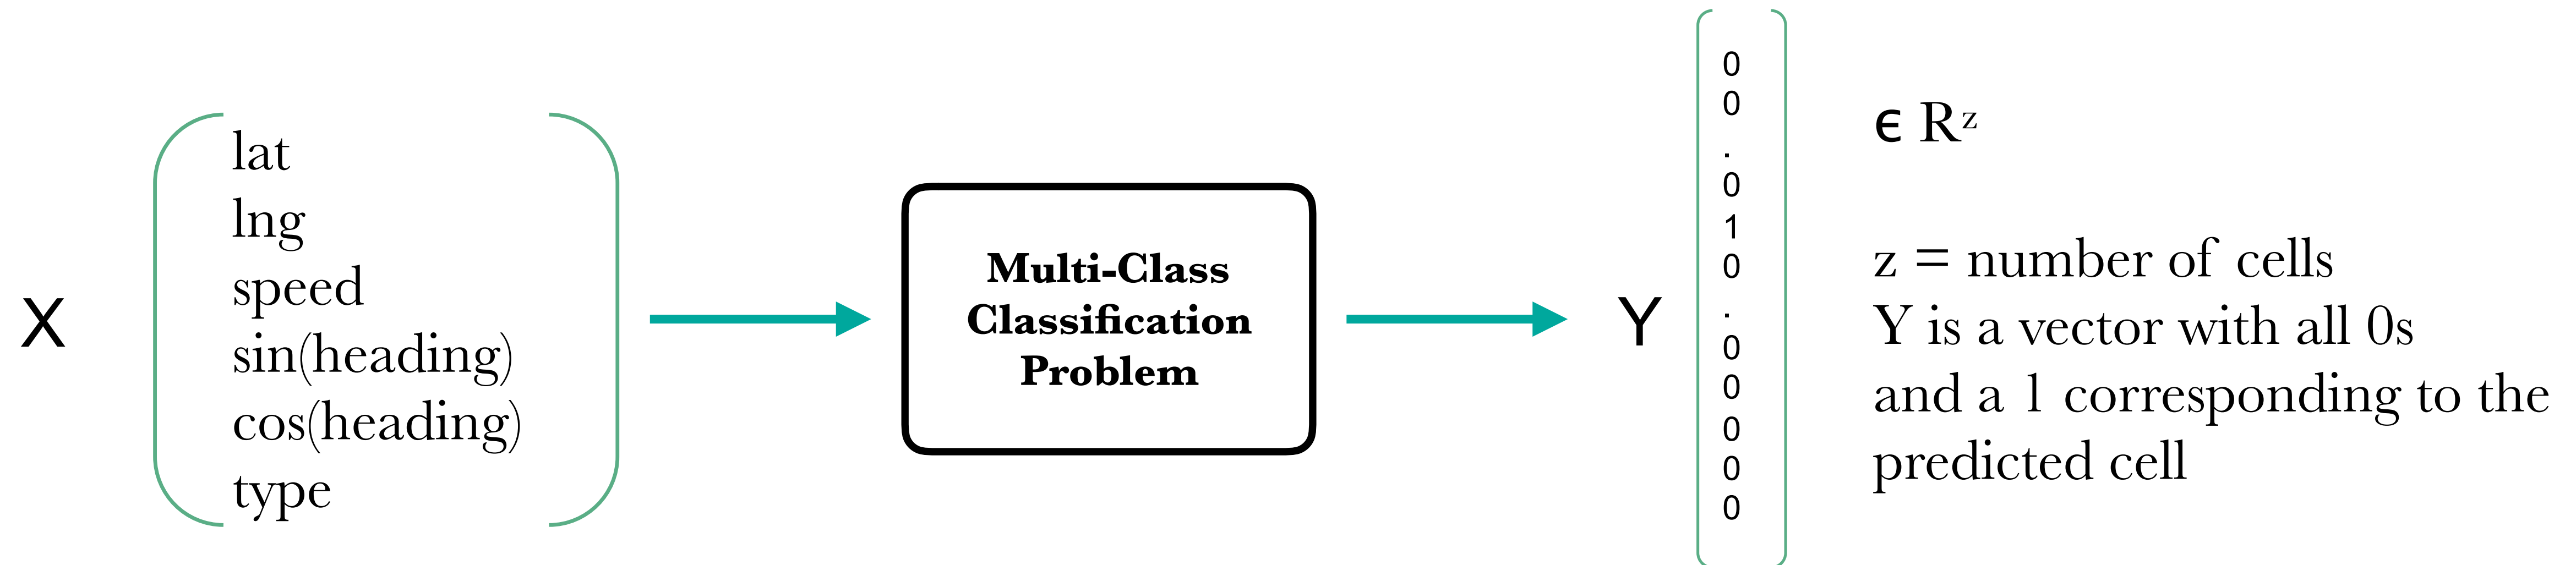 X
lat
lng
speed
sin(heading)
cos(heading)
type
Multi-Class
Classification
Problem
Y
0
0
.
0
1
0
.
0
0
0
0
0
ϵ Rᶻ
z = number of cells
Y is a vector with all 0s
and a 1 corresponding to the
predicted cell